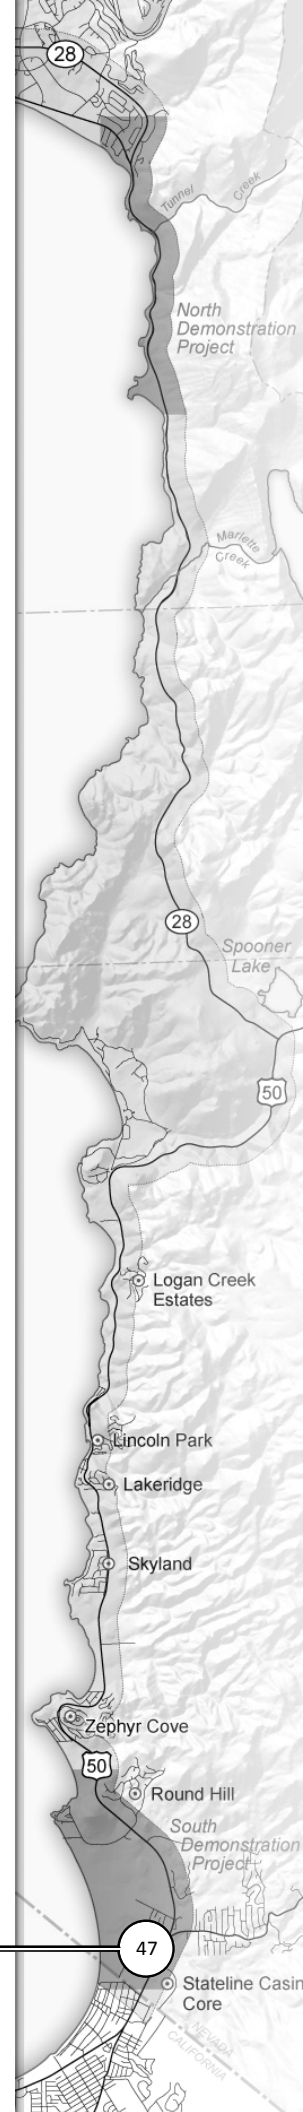 28
Tunnel
Creek
North
Demonstration
Project
Marlette
Creek
28
Spooner
Lake
50
Logan Creek
Estates
Lincoln Park
Lakeridge
Skyland
Zephyr Cove
50
Round Hill
South
Demonstration
Project
47
Stateline Casin
Core
NEVADA
CALIFORNIA